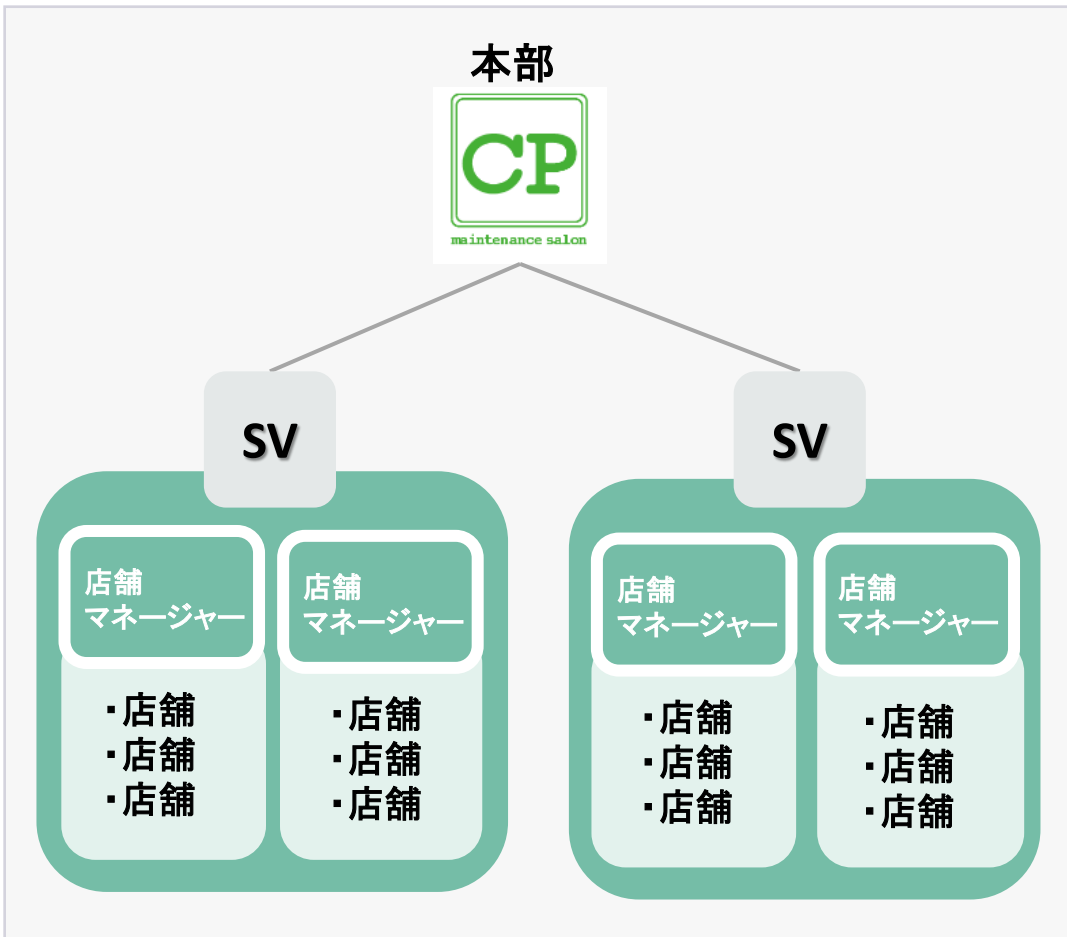 本部
CP
maintenance salon
SV
SV
店舗
マネージャー
店舗
マネージャー
店舗
マネージャー
店舗
マネージャー
・店舗
・店舗
・店舗
・店舗
・店舗
・店舗
・店舗
・店舗
・店舗
・店舗
・店舗
・店舗